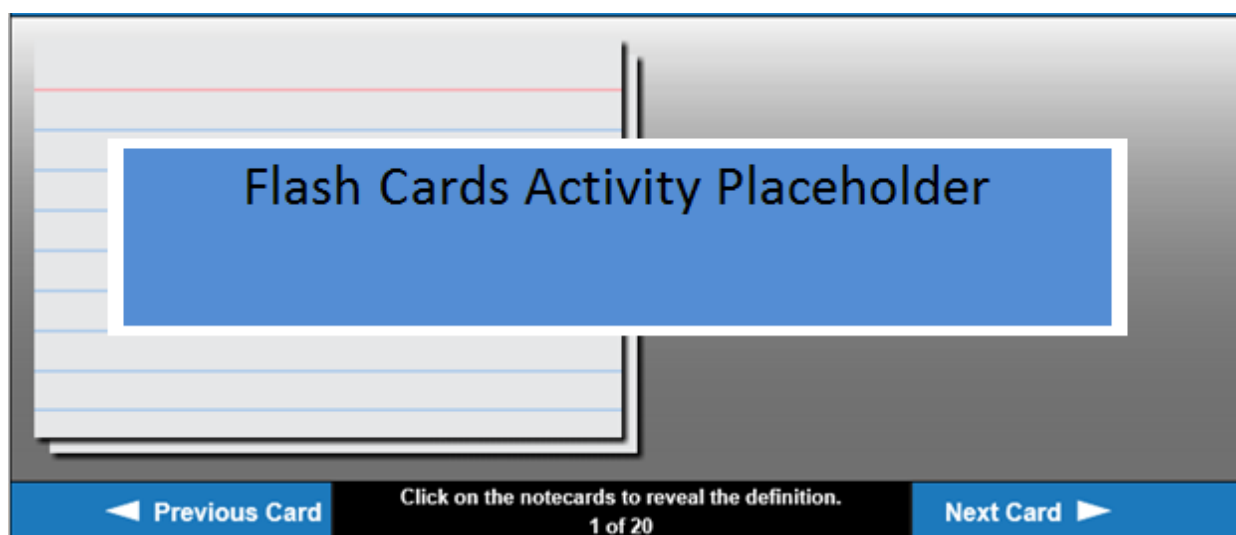 Flash Cards Activity Placeholder
Previous Card
Click on the notecards to reveal the definition.
1 of 20
Next Card